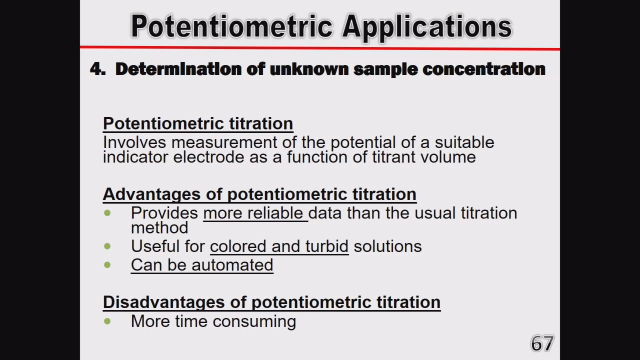 Potentiometric Applications
4. Determination of unknown sample concentration
Potentiometric titration
Involves measurement of the potential of a suitable
indicator electrode as a function of titrant volume
Advantages of potentiometric titration
• Provides more reliable data than the usual titration
method
• Useful for colored and turbid solutions
• Can be automated
Disadvantages of potentiometric titration
• More time consuming
67